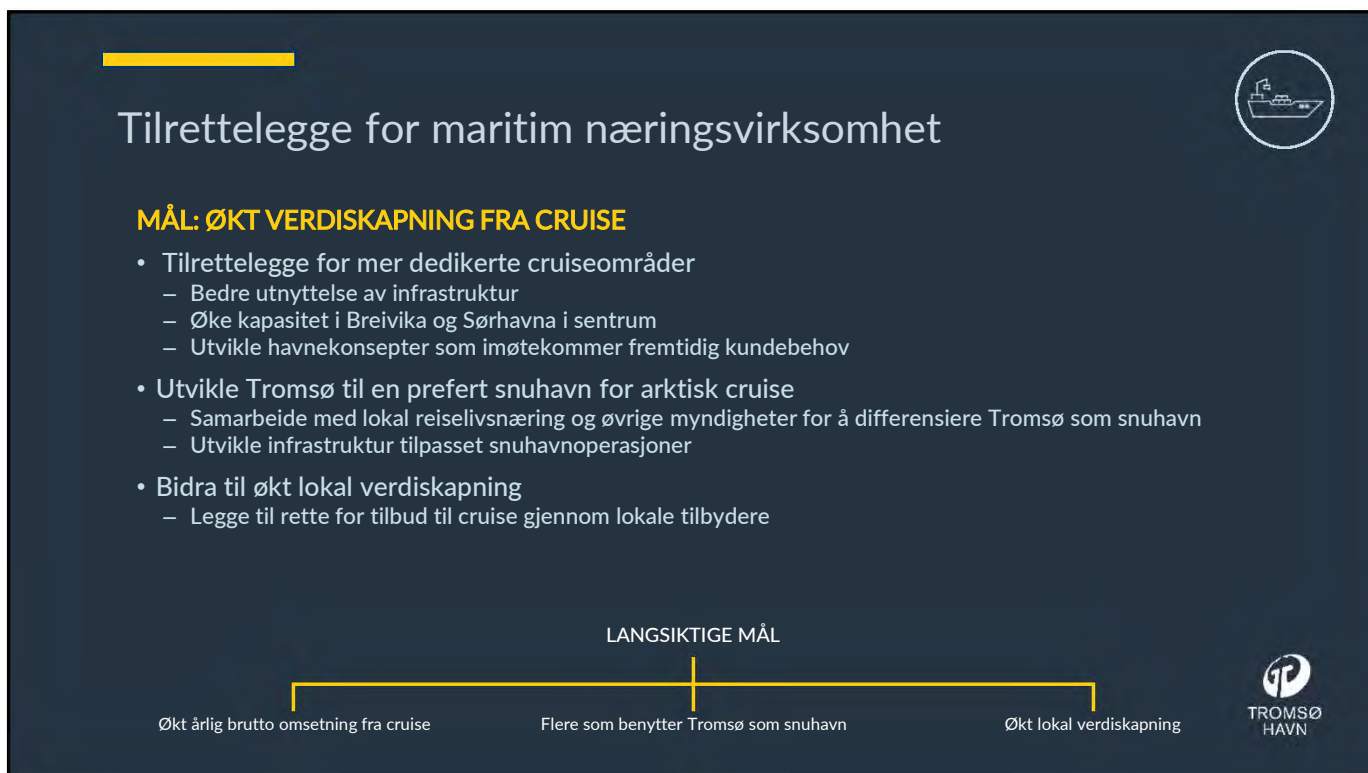 Tilrettelegge for maritim næringsvirksomhet
MÅL: ØKT VERDISKAPNING FRA CRUISE
• Tilrettelegge for mer dedikerte cruiseområder
– Bedre utnyttelse av infrastruktur
– Øke kapasitet i Breivika og Sørhavna i sentrum
– Utvikle havnekonsepter som imøtekommer fremtidig kundebehov
• Utvikle Tromsø til en prefert snuhavn for arktisk cruise
– Samarbeide med lokal reiselivsnæring og øvrige myndigheter for å differensiere Tromsø som snuhavn
– Utvikle infrastruktur tilpasset snuhavnoperasjoner
• Bidra til økt lokal verdiskapning
– Legge til rette for tilbud til cruise gjennom lokale tilbydere
LANGSIKTIGE MÅL
Økt årlig brutto omsetning fra cruise
Flere som benytter Tromsø som snuhavn
Økt lokal verdiskapning
TROMSØ
HAVN